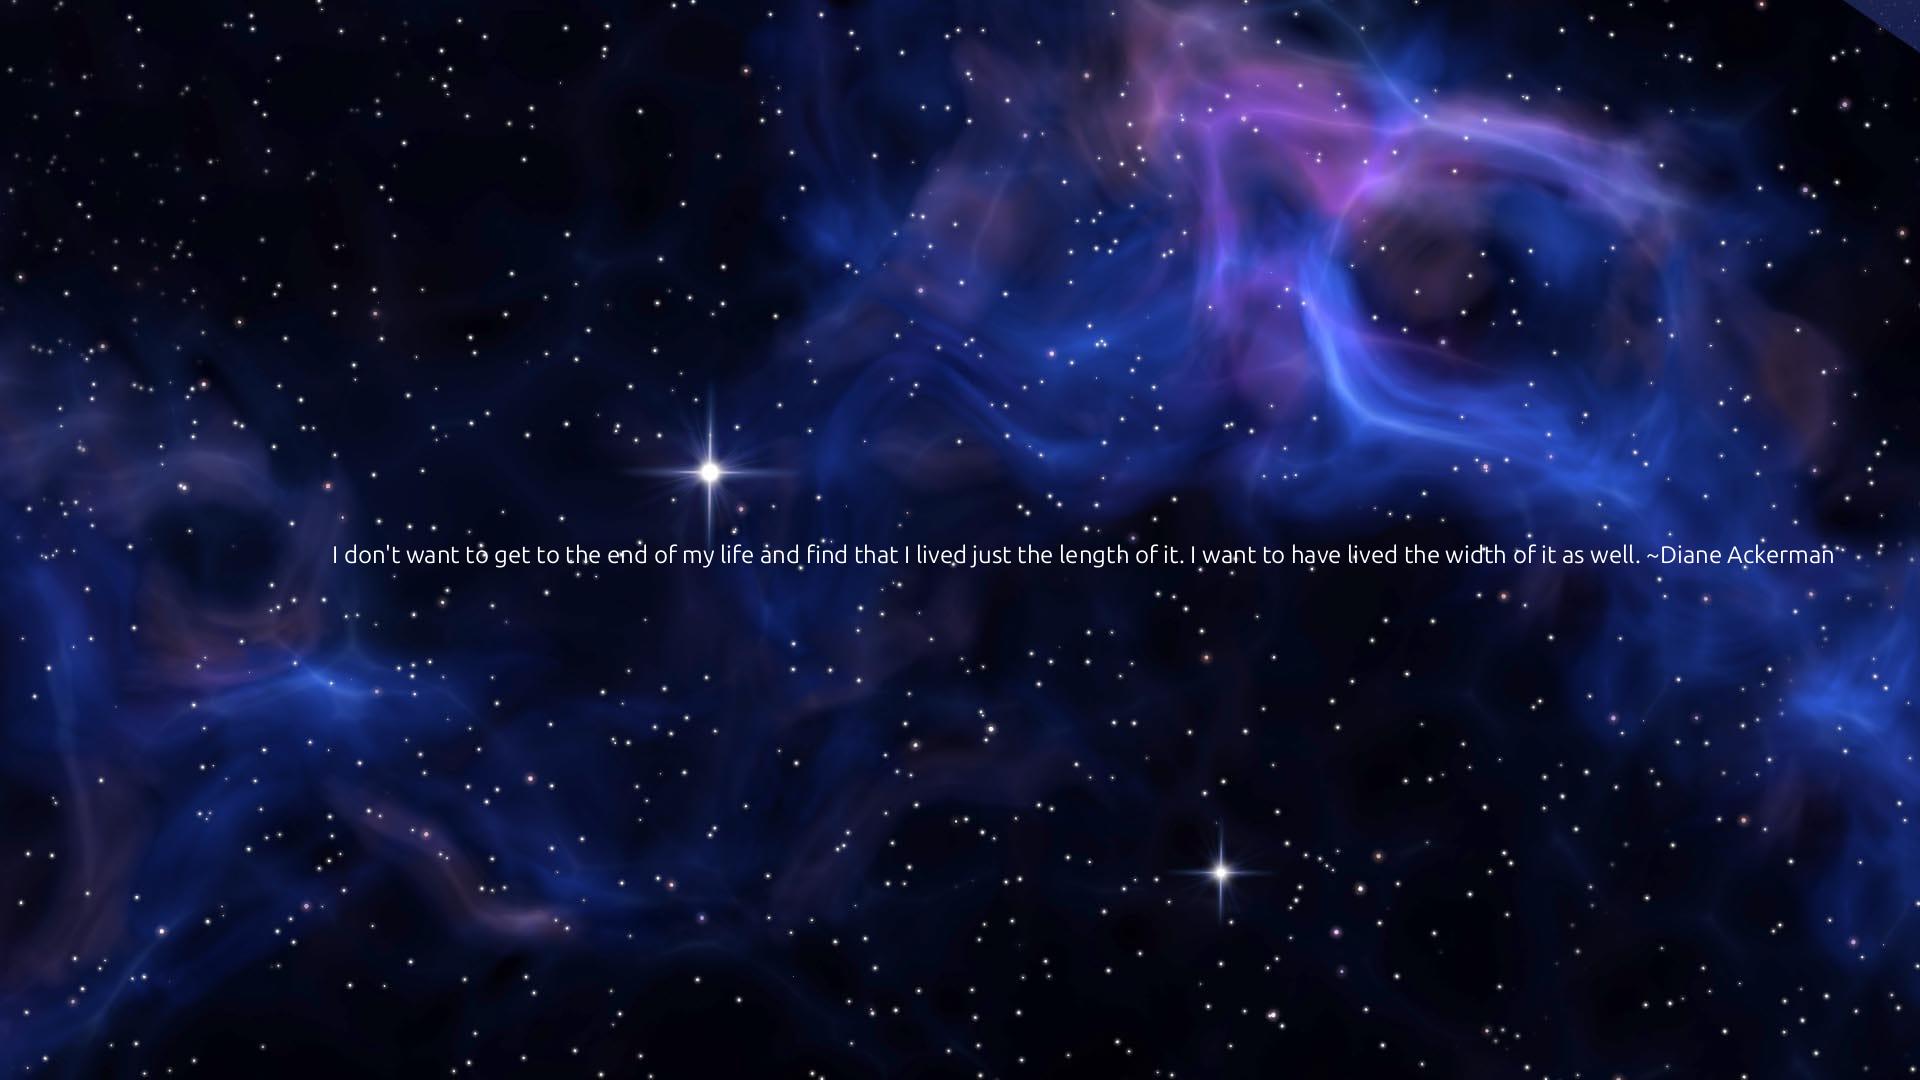 I don't want to get to the end of my life and find that I lived just the length of it. I want to have lived the width of it as well. ~Diane Ackerman